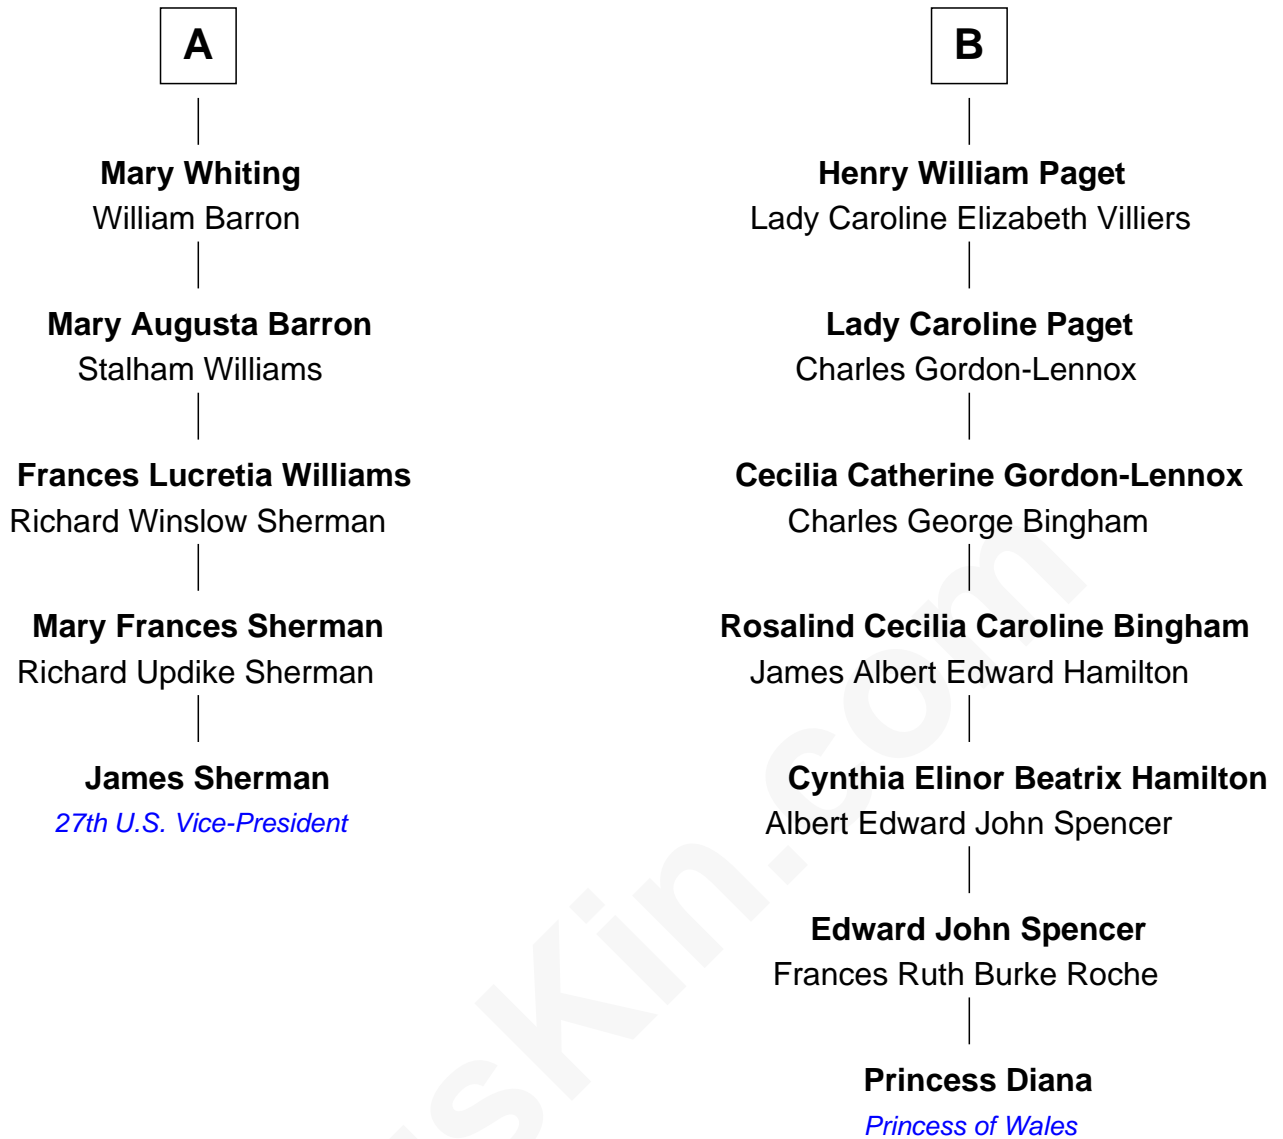 A
Mary Whiting
William Barron
Mary Augusta Barron
Stalham Williams
Frances Lucretia Williams
Richard Winslow Sherman
Mary Frances Sherman
Richard Updike Sherman
James Sherman
27th U.S. Vice-President
B
Henry William Paget
Lady Caroline Elizabeth Villiers
Lady Caroline Paget
Charles Gordon-Lennox
Cecilia Catherine Gordon-Lennox
Charles George Bingham
Rosalind Cecilia Caroline Bingham
James Albert Edward Hamilton
Cynthia Elinor Beatrix Hamilton
Albert Edward John Spencer
Edward John Spencer
Frances Ruth Burke Roche
Princess Diana
Princess of Wales